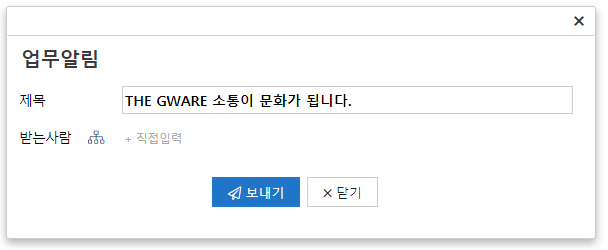 업무알림
제목 THE GWARE 소통이 문화가 됩니다.
받는사람 + 직접입력
보내기 × 닫기